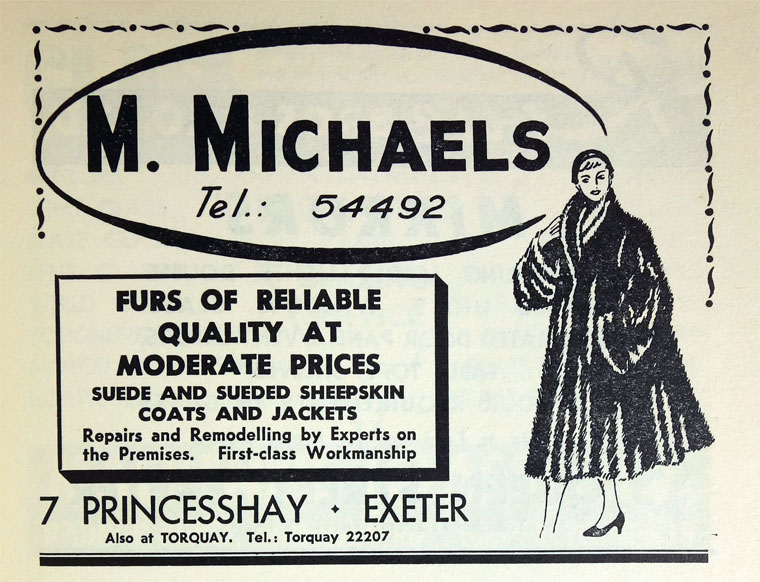 M. MICHAELS
Tel.: 54492
FURS OF RELIABLE
QUALITY AT
MODERATE PRICES
SUEDE AND SUEDED SHEEPSKIN
COATS AND JACKETS
Repairs and Remodelling by Experts on
the Premises. First-class Workmanship
7 PRINCESSHAY · EXETER
Also at TORQUAY. Tel.: Torquay 22207